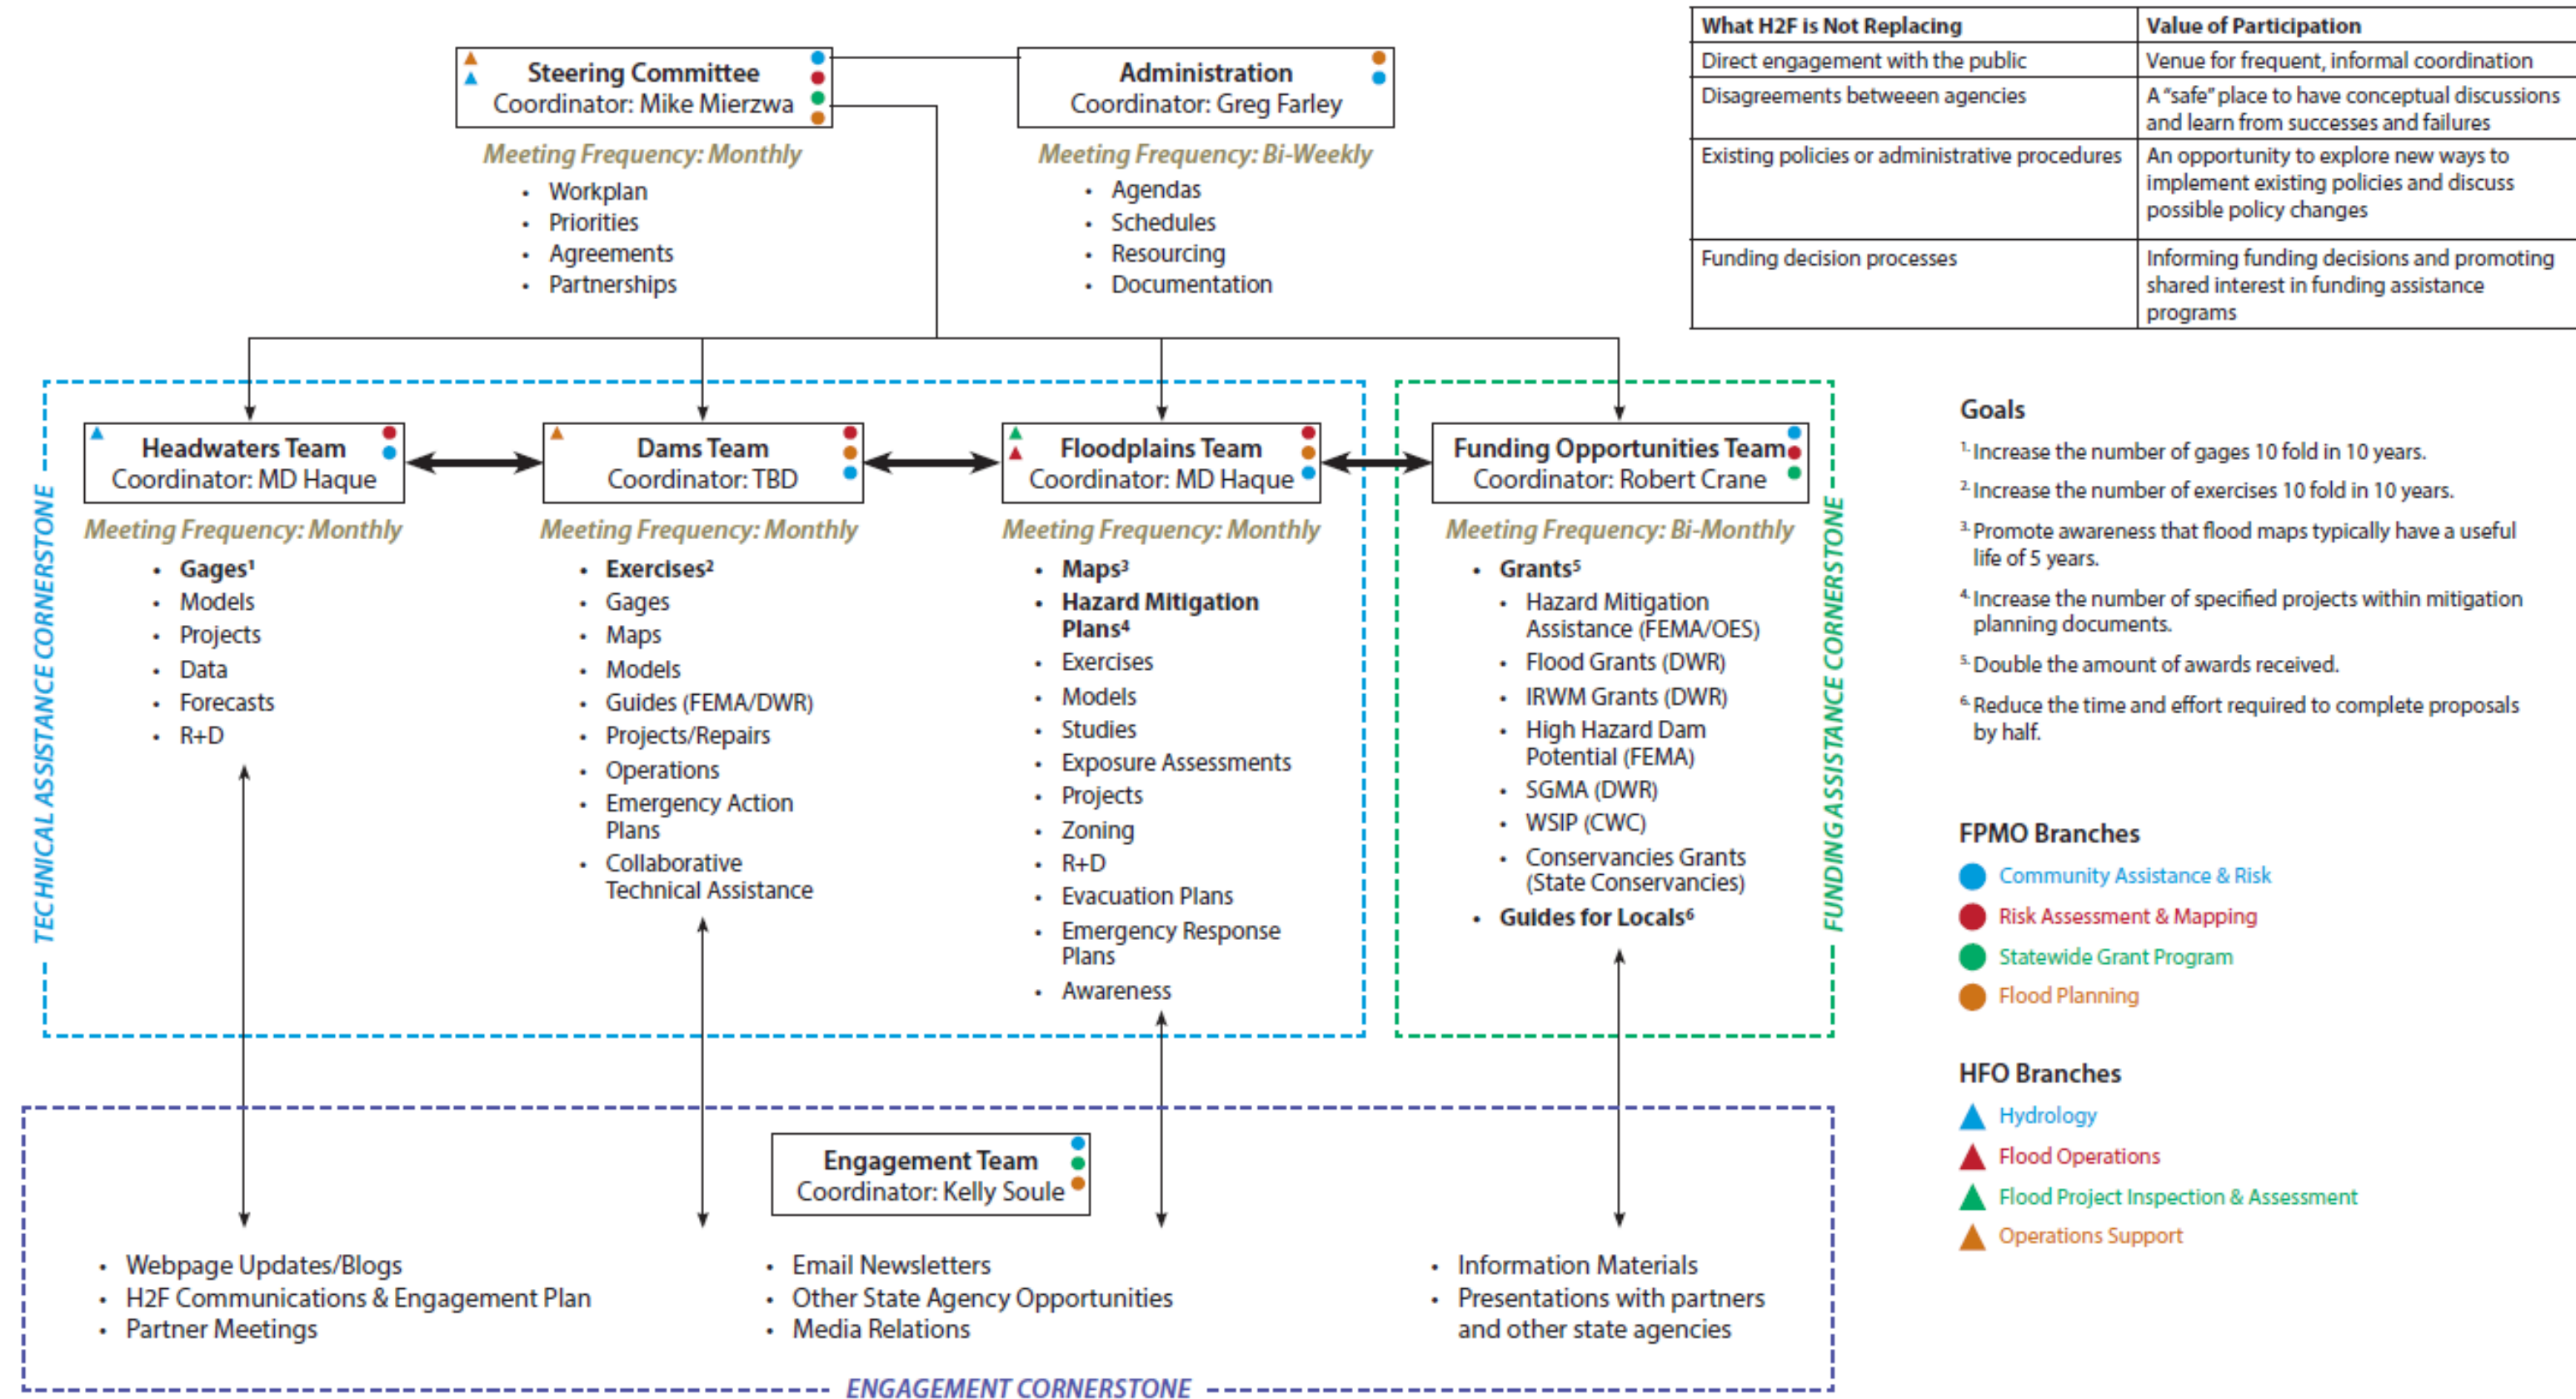 Steering Committee
Coordinator: Mike Mierzwa
Meeting Frequency: Monthly
• Workplan
• Priorities
• Agreements
• Partnerships
Administration
Coordinator: Greg Farley
Meeting Frequency: Bi-Weekly
• Agendas
• Schedules
• Resourcing
• Documentation
What H2F is Not Replacing
Value of Participation
Direct engagement with the public
Venue for frequent, informal coordination
Disagreements betweeen agencies
A “safe” place to have conceptual discussions
and learn from successes and failures
Existing policies or administrative procedures
An opportunity to explore new ways to
implement existing policies and discuss
possible policy changes
Funding decision processes
Informing funding decisions and promoting
shared interest in funding assistance
programs
TECHNICAL ASSISTANCE CORNERSTONE
Headwaters Team
Coordinator: MD Haque
Meeting Frequency: Monthly
• Gages¹
• Models
• Projects
• Data
• Forecasts
• R+D
Dams Team
Coordinator: TBD
Meeting Frequency: Monthly
• Exercises²
• Gages
• Maps
• Models
• Guides (FEMA/DWR)
• Projects/Repairs
• Operations
• Emergency Action
Plans
• Collaborative
Technical Assistance
Floodplains Team
Coordinator: MD Haque
Meeting Frequency: Monthly
• Maps³
• Hazard Mitigation
Plans⁴
• Exercises
• Models
• Studies
• Exposure Assessments
• Projects
• Zoning
• R+D
• Evacuation Plans
• Emergency Response
Plans
• Awareness
Funding Opportunities Team
Coordinator: Robert Crane
Meeting Frequency: Bi-Monthly
• Grants⁵
• Hazard Mitigation
Assistance (FEMA/OES)
• Flood Grants (DWR)
• IRWM Grants (DWR)
• High Hazard Dam
Potential (FEMA)
• SGMA (DWR)
• WSIP (CWC)
• Conservancies Grants
(State Conservancies)
• Guides for Locals⁶
FUNDING ASSISTANCE CORNERSTONE
Goals
¹·Increase the number of gages 10 fold in 10 years.
²·Increase the number of exercises 10 fold in 10 years.
³·Promote awareness that flood maps typically have a useful
life of 5 years.
⁴·Increase the number of specified projects within mitigation
planning documents.
⁵·Double the amount of awards received.
⁶·Reduce the time and effort required to complete proposals
by half.
FPMO Branches
Community Assistance & Risk
Risk Assessment & Mapping
Statewide Grant Program
Flood Planning
HFO Branches
Hydrology
Flood Operations
Flood Project Inspection & Assessment
Operations Support
Engagement Team
Coordinator: Kelly Soule
• Webpage Updates/Blogs
• H2F Communications & Engagement Plan
• Partner Meetings
• Email Newsletters
• Other State Agency Opportunities
• Media Relations
• Information Materials
• Presentations with partners
and other state agencies
ENGAGEMENT CORNERSTONE